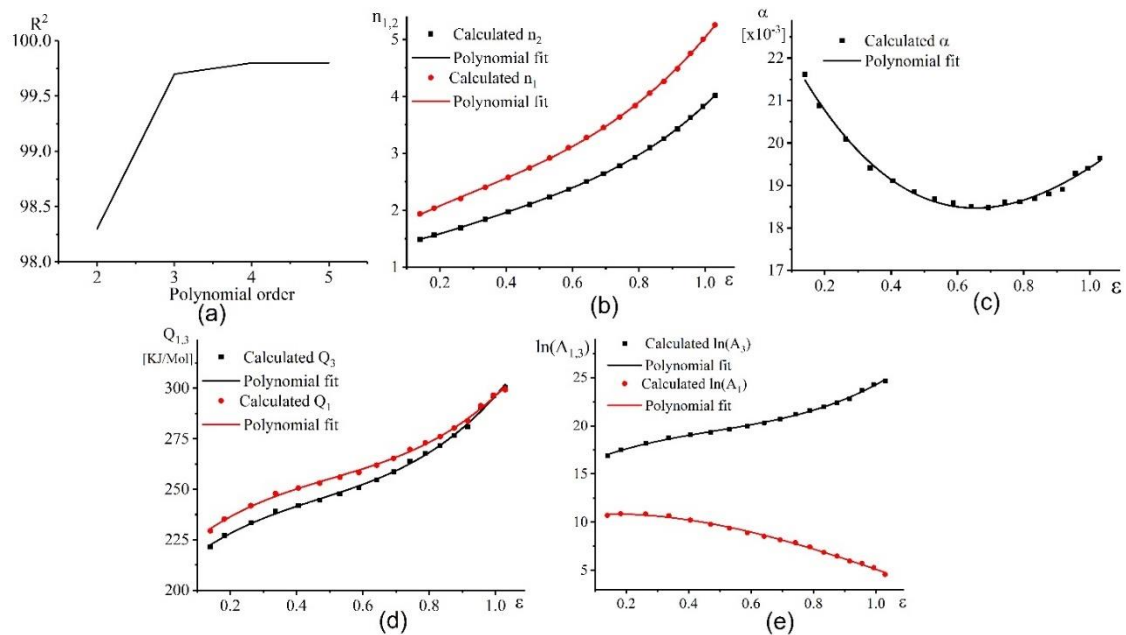 R²
100.0
99.5
99.0
98.5
98.0
2 3 4 5
Polynomial order
(a)
n₁,₂
Calculated n₂
Polynomial fit
Calculated n₁
Polynomial fit
5
4
3
2
1
0.2 0.4 0.6 0.8 1.0 ε
(b)
α
[x10⁻³]
Calculated α
Polynomial fit
22
21
20
19
18
17
0.2 0.4 0.6 0.8 1.0 ε
(c)
Q₁,₃
[KJ/Mol]
Calculated Q₃
Polynomial fit
Calculated Q₁
Polynomial fit
300
275
250
225
200
0.2 0.4 0.6 0.8 1.0 ε
(d)
ln(A₁,₃)
Calculated ln(A₃)
Polynomial fit
Calculated ln(A₁)
Polynomial fit
25
20
15
10
5
0.2 0.4 0.6 0.8 1.0 ε
(e)